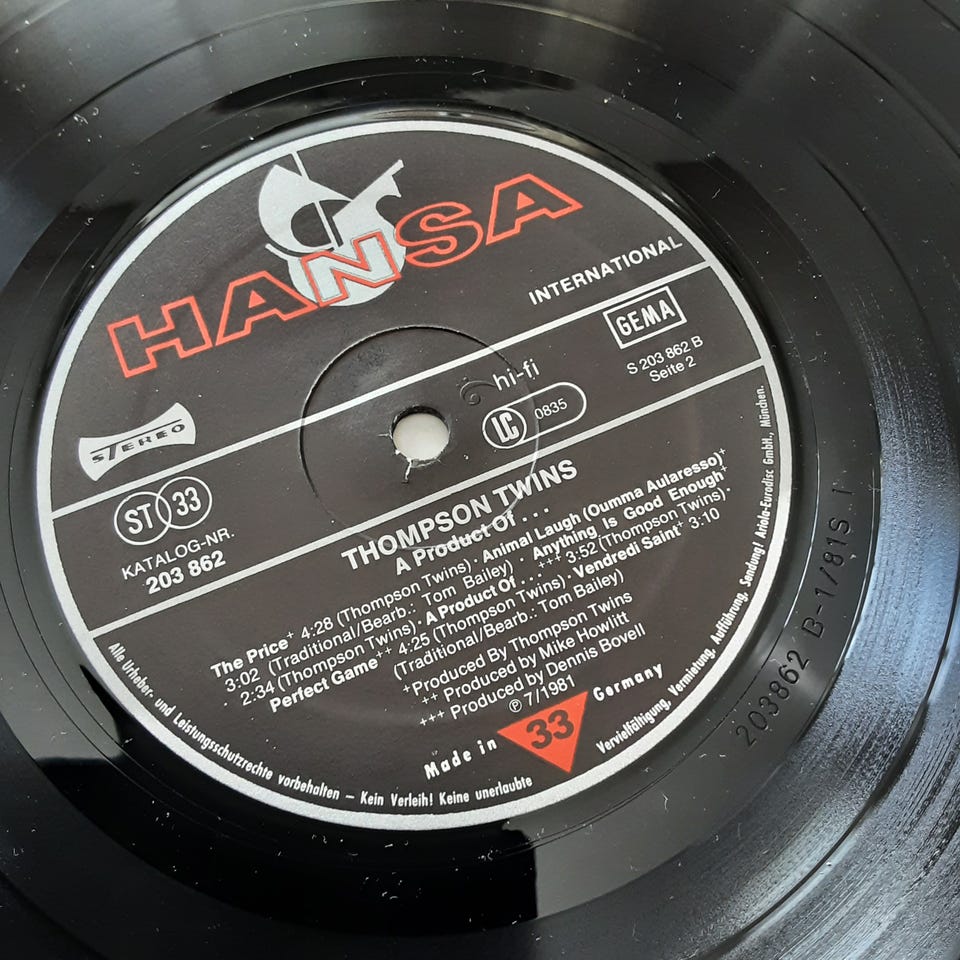 HANSA
INTERNATIONAL
GEMA
S 203 862 B
Seite 2
hi-fi
LC 0835
STEREO
ST 33
KATALOG-NR.
203 862
THOMPSON TWINS
A Product Of . . .
The Price+ 4:28 (Thompson Twins) · Animal Laugh (Oumma Aularesso)+
3:02 (Traditional/Bearb.: Tom Bailey) · Anything Is Good Enough+
2:34 (Thompson Twins) · A Product Of . . .+++ 3:52 (Thompson Twins) ·
Perfect Game++ 4:25 (Thompson Twins) · Vendredi Saint+ 3:10
(Traditional/Bearb.: Tom Bailey)
+Produced By Thompson Twins
++ Produced by Mike Howlitt
+++ Produced by Dennis Bovell
Ⓟ 7/1981
Made in 33 Germany
Alle Urheber- und Leistungsschutzrechte vorbehalten – Kein Verleih! Keine unerlaubte Vervielfältigung, Vermietung, Aufführung, Sendung! Ariola-Eurodisc GmbH., München.
203862 B-1/81S 1